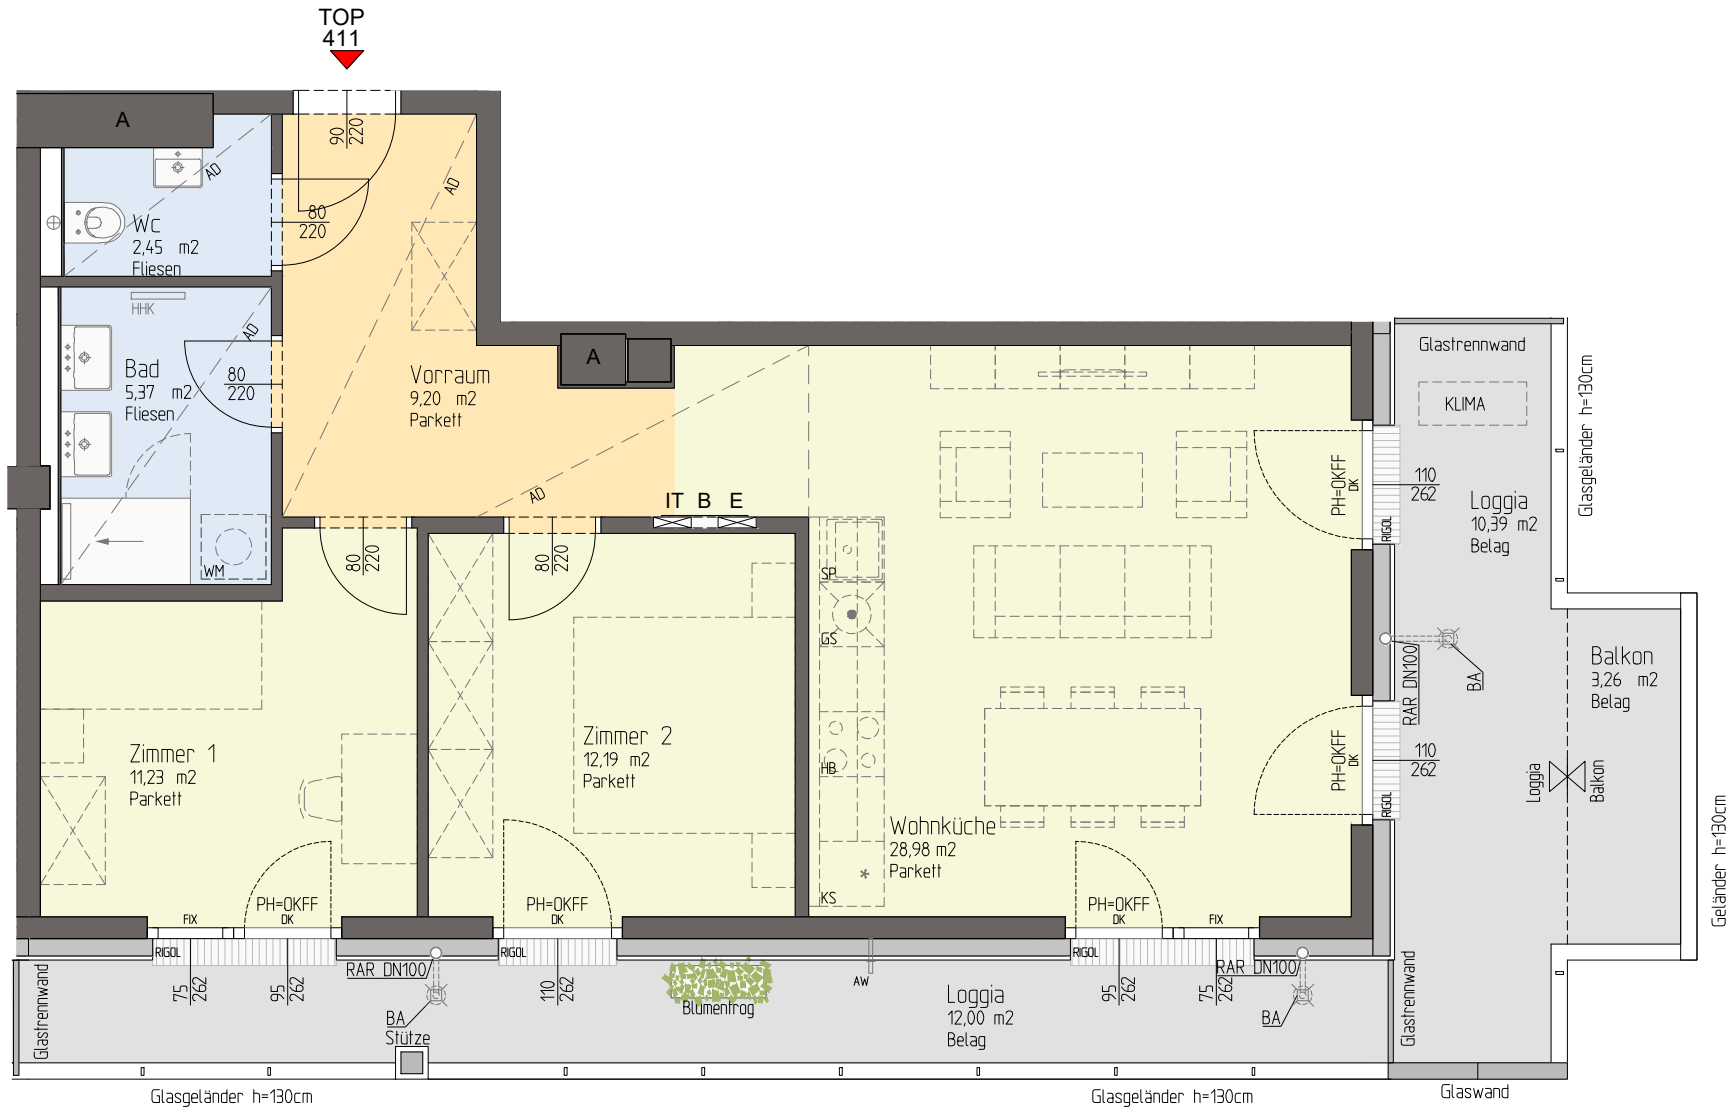 TOP
411
A
90
220
AD
AD
Wc
2,45 m2
Fliesen
80
220
HHK
AD
Bad
5,37 m2
Fliesen
80
220
WM
Vorraum
9,20 m2
Parkett
A
AD
IT B E
80
220
80
220
Glastrennwand
KLIMA
Glasgeländer h=130cm
PH=OKFF
DK
110
262
RIGOL
Loggia
10,39 m2
Belag
SP
GS
HB
KS
*
RAR DN100
BA
Balkon
3,26 m2
Belag
Zimmer 1
11,23 m2
Parkett
Zimmer 2
12,19 m2
Parkett
Wohnküche
28,98 m2
Parkett
PH=OKFF
DK
110
262
RIGOL
Loggia
Balkon
Geländer h=130cm
PH=OKFF
DK
FIX
PH=OKFF
DK
PH=OKFF
DK
FIX
RIGOL
RIGOL
RIGOL
75
262
95
262
RAR DN100
110
262
AW
95
262
75
262
RAR DN100
Glastrennwand
BA
Stütze
Blumentrog
Loggia
12,00 m2
Belag
BA
Glastrennwand
Glasgeländer h=130cm
Glasgeländer h=130cm
Glaswand